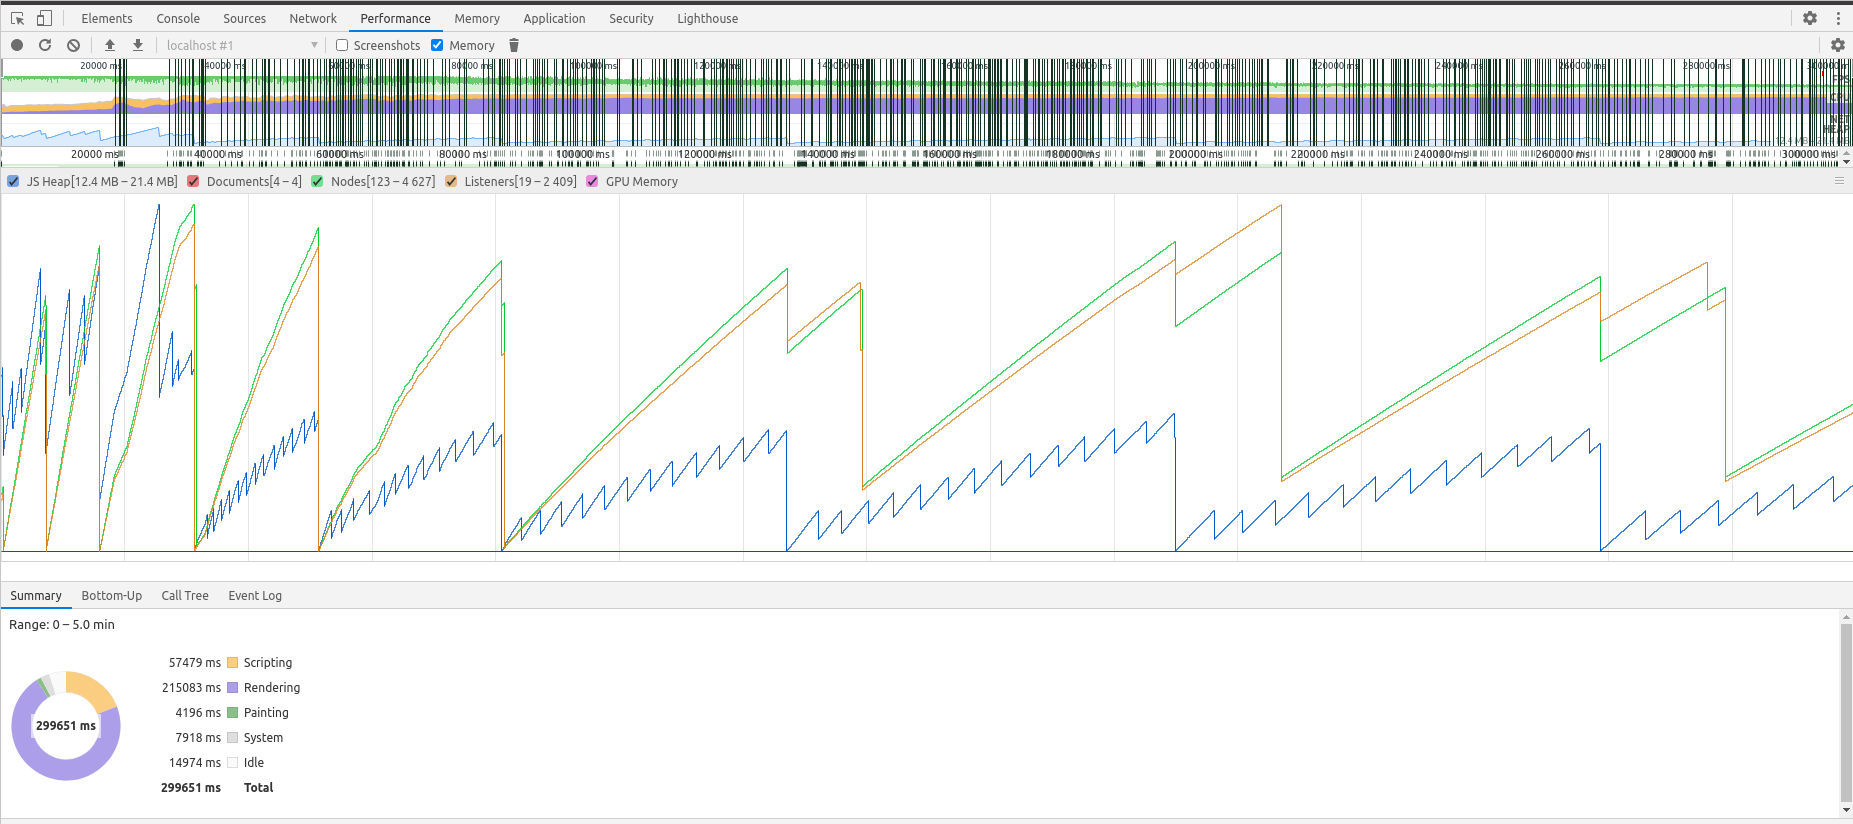 Elements Console Sources Network Performance Memory Application Security Lighthouse
localhost #1 Screenshots Memory
20000 ms 40000 ms 60000 ms 80000 ms 100000 ms 120000 ms 140000 ms 160000 ms 180000 ms 200000 ms 220000 ms 240000 ms 260000 ms 280000 ms
FPS
CPU
NET
HEAP
20000 ms 40000 ms 60000 ms 80000 ms 100000 ms 120000 ms 140000 ms 160000 ms 180000 ms 200000 ms 220000 ms 240000 ms 260000 ms 280000 ms 300000 ms
JS Heap[12.4 MB – 21.4 MB] Documents[4 – 4] Nodes[123 – 4 627] Listeners[19 – 2 409] GPU Memory
Summary Bottom-Up Call Tree Event Log
Range: 0 – 5.0 min
57479 ms Scripting
215083 ms Rendering
299651 ms
4196 ms Painting
7918 ms System
14974 ms Idle
299651 ms Total